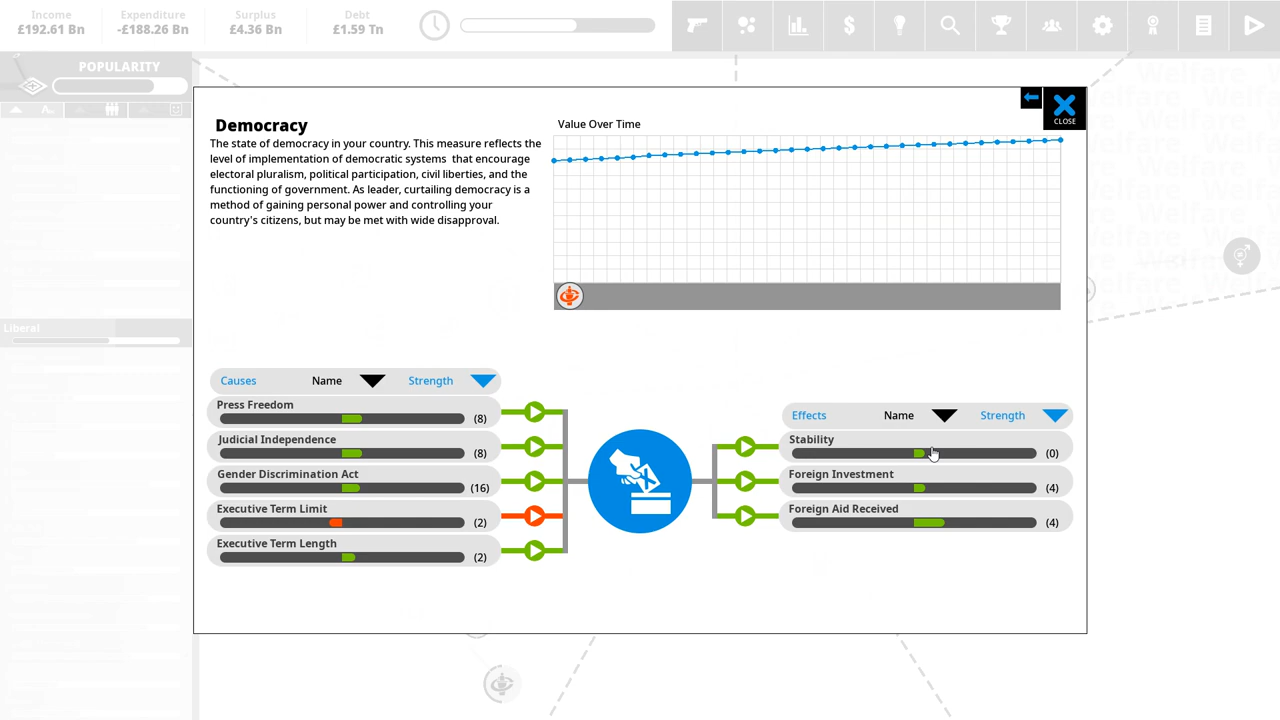 Income
£192.61 Bn
Expenditure
-£188.26 Bn
Surplus
£4.36 Bn
Debt
£1.59 Tn
POPULARITY
Liberal
Welfare
CLOSE
Democracy
The state of democracy in your country. This measure reflects the
level of implementation of democratic systems that encourage
electoral pluralism, political participation, civil liberties, and the
functioning of government. As leader, curtailing democracy is a
method of gaining personal power and controlling your
country's citizens, but may be met with wide disapproval.
Value Over Time
Causes Name Strength
Press Freedom
(8)
Judicial Independence
(8)
Gender Discrimination Act
(16)
Executive Term Limit
(2)
Executive Term Length
(2)
Effects Name Strength
Stability
(0)
Foreign Investment
(4)
Foreign Aid Received
(4)